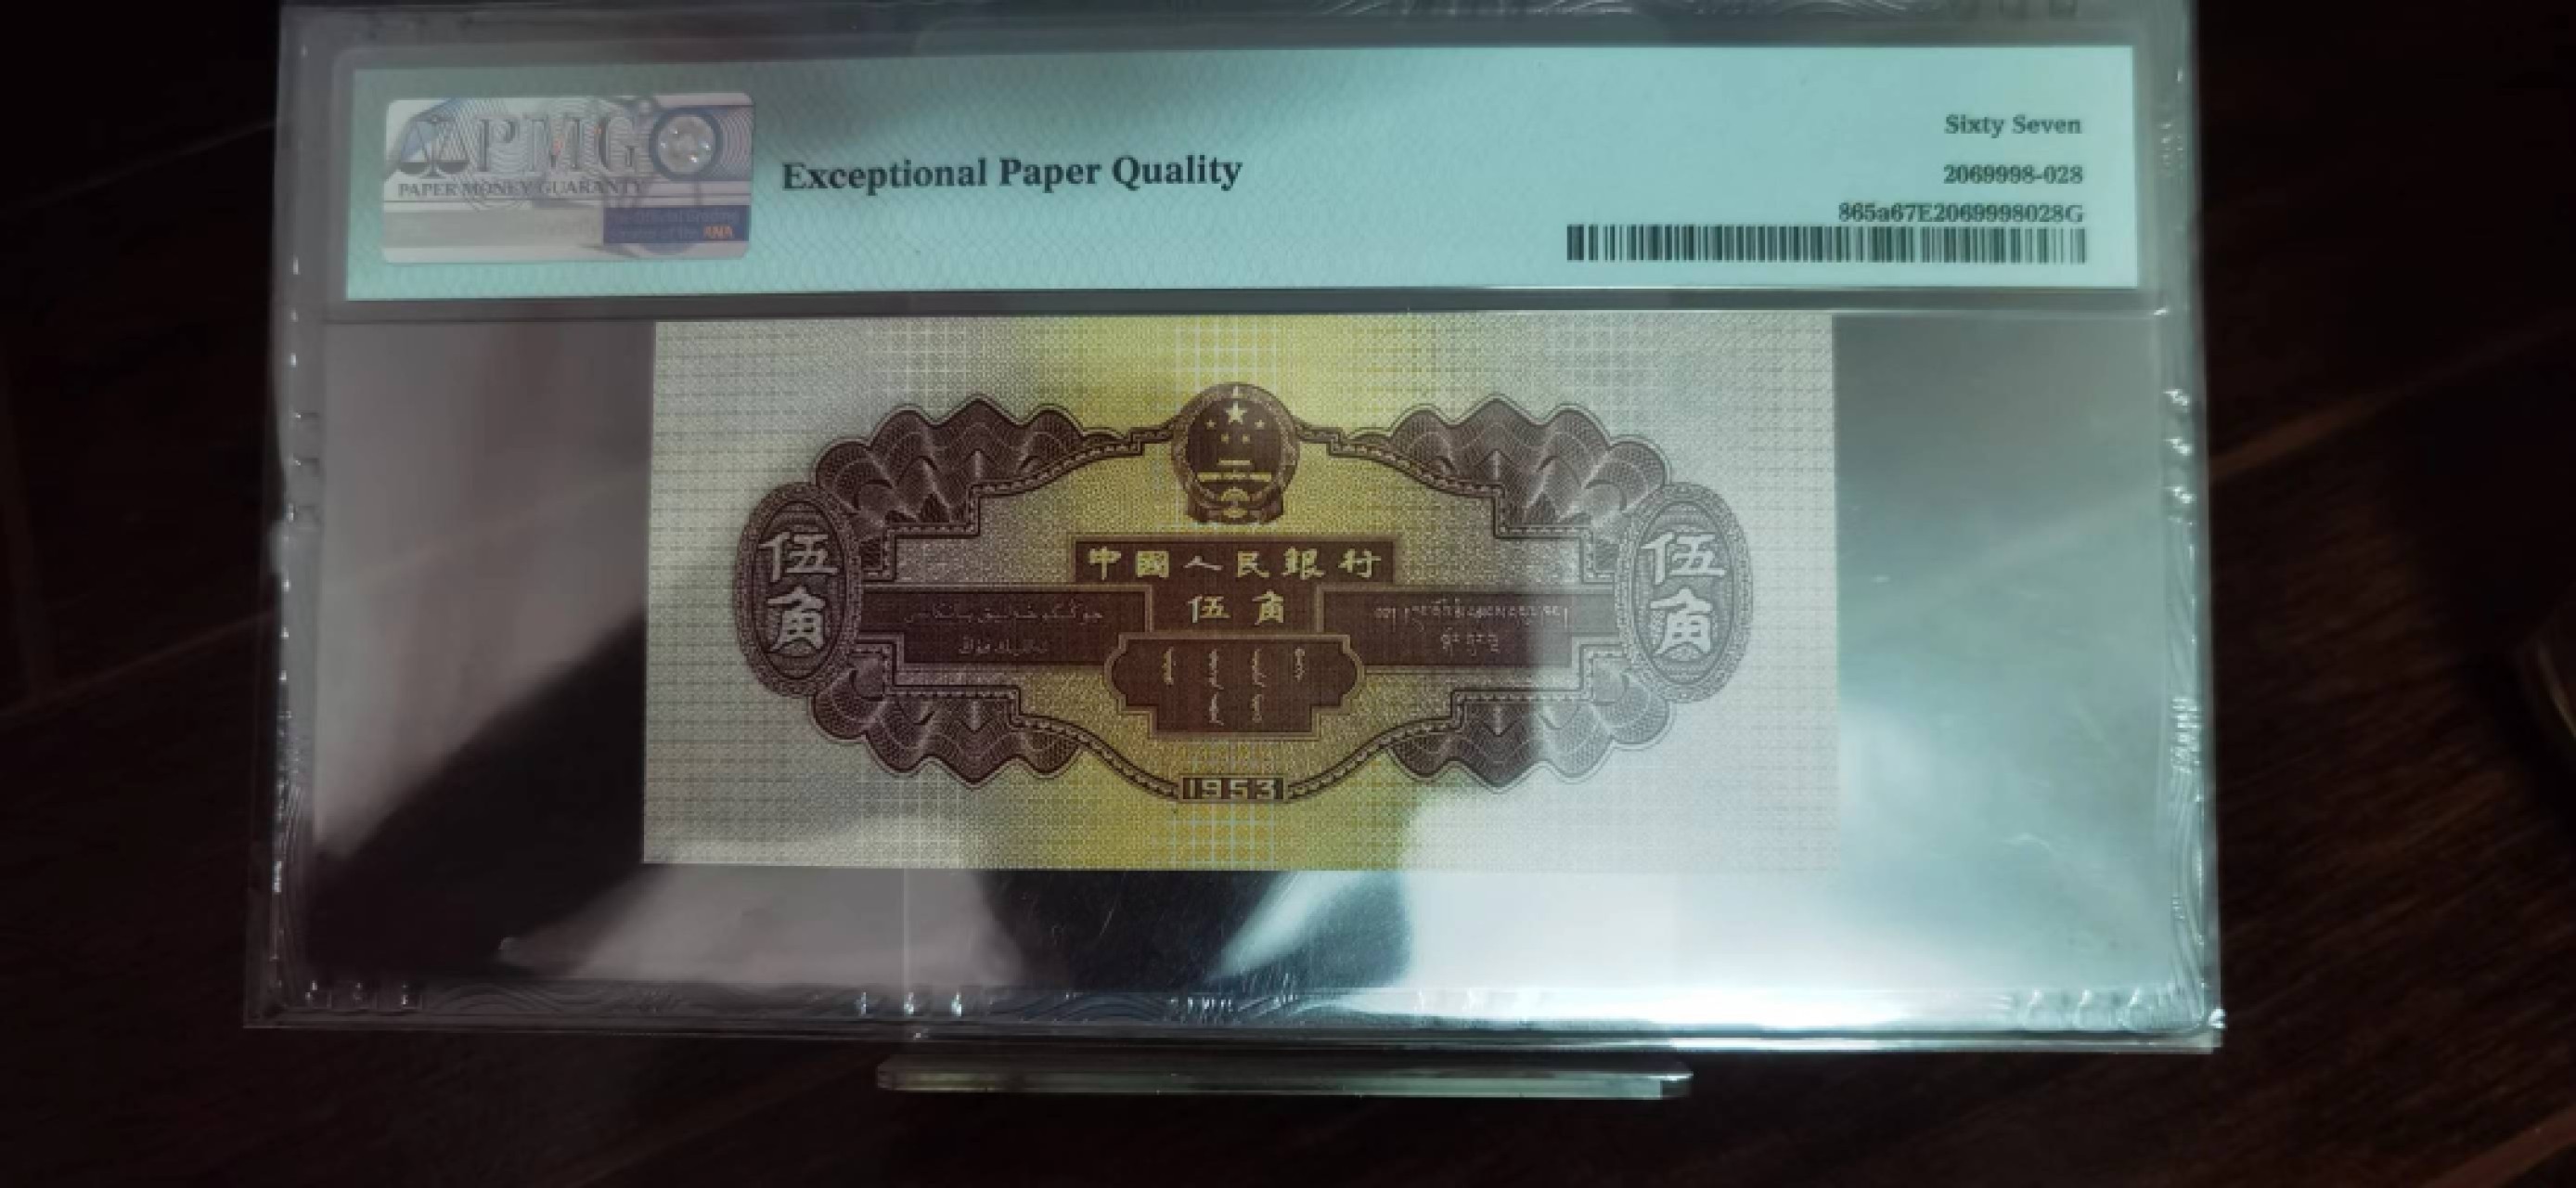 PMG
PAPER MONEY GUARANTY
ANA
Exceptional Paper Quality
Sixty Seven
2069998-028
865a67E2069998028G
中國人民銀行
伍角
伍角
伍角
1953